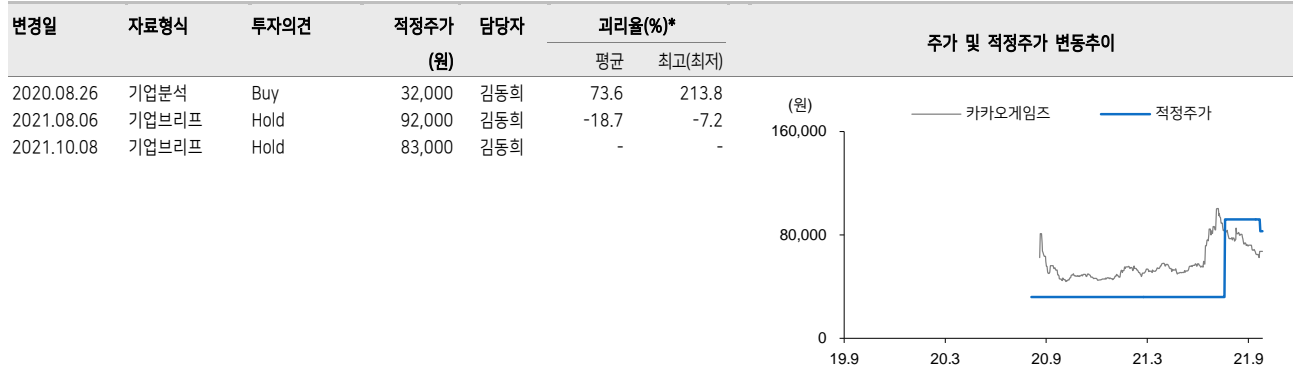 변경일 자료형식 투자의견 적정주가 담당자 괴리율(%)* 주가 및 적정주가 변동추이
(원) 평균 최고(최저)
2020.08.26 기업분석 Buy 32,000 김동희 73.6 213.8
2021.08.06 기업브리프 Hold 92,000 김동희 -18.7 -7.2
2021.10.08 기업브리프 Hold 83,000 김동희 - -
(원) 카카오게임즈 적정주가
160,000
80,000
0
19.9 20.3 20.9 21.3 21.9